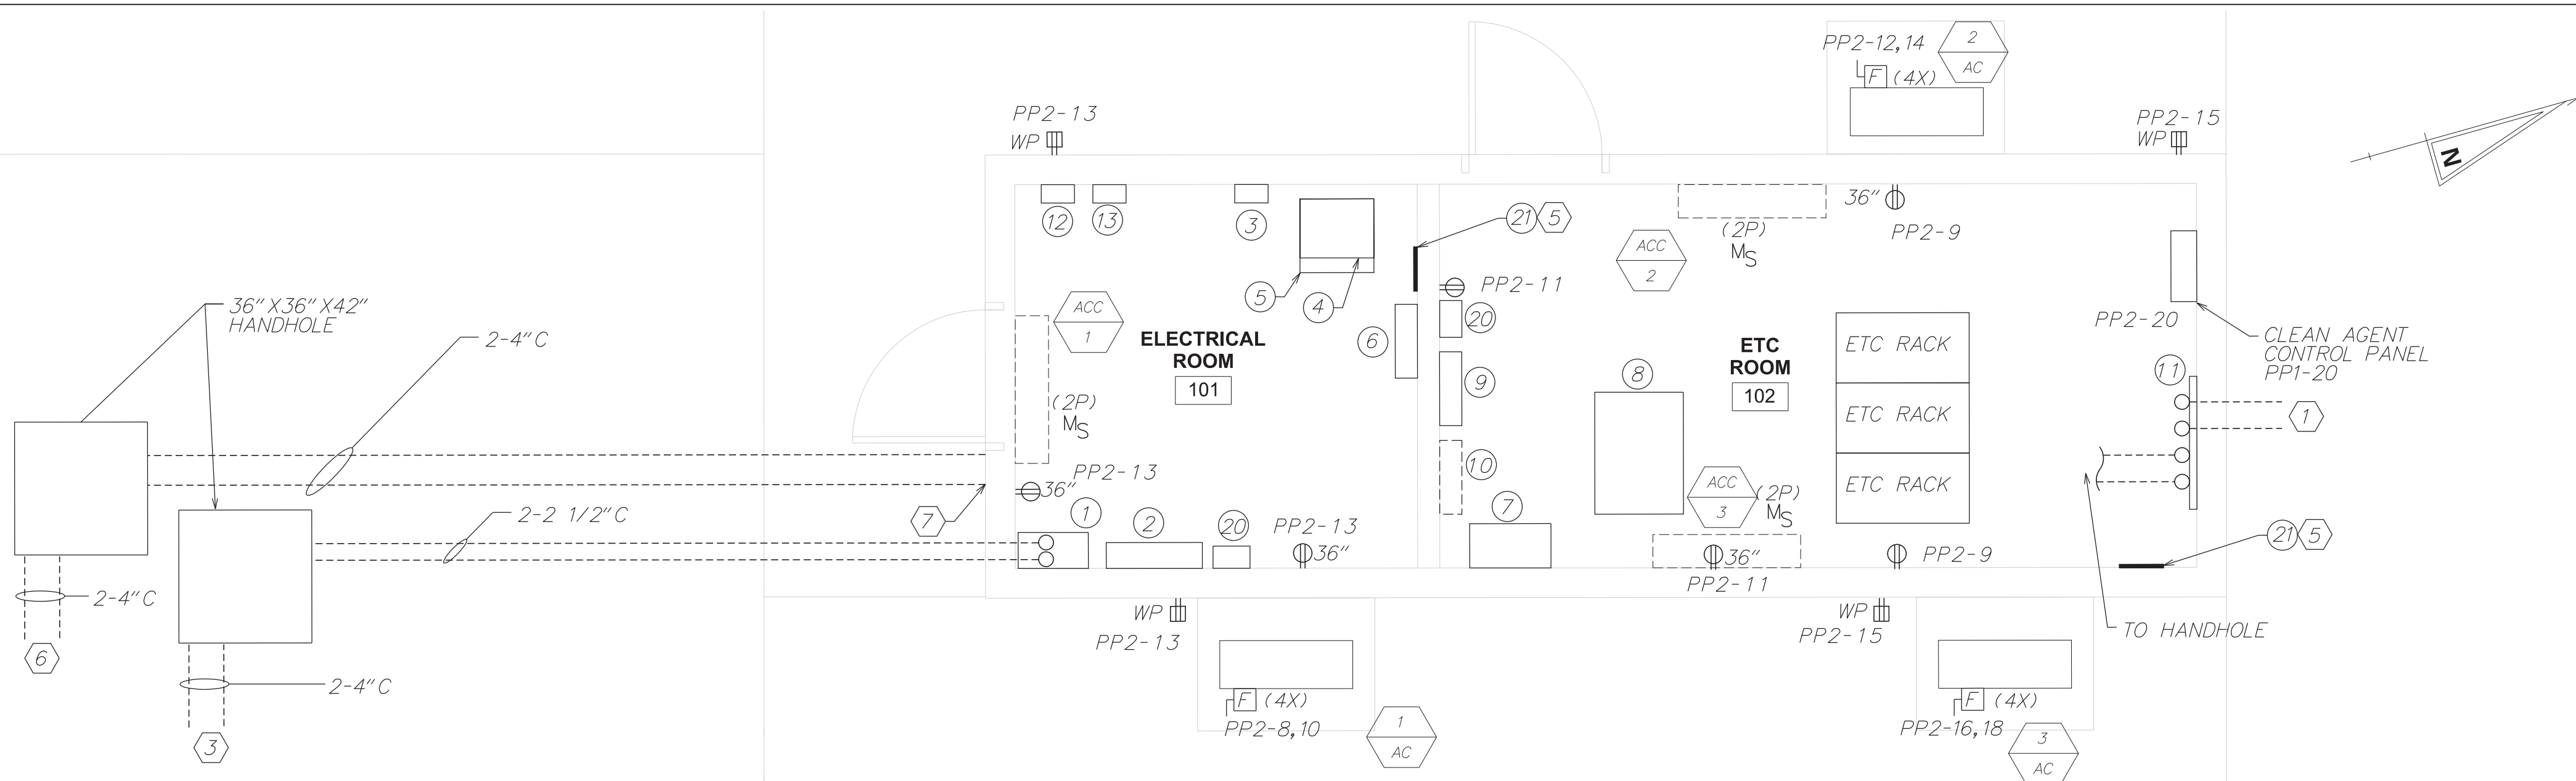 PP2-12,14
2
AC
F (4X)
PP2-13
WP
PP2-15
WP
N
12
13
3
36"
PP2-9
(2P)
MS
ACC
2
21
5
5
4
PP2-11
20
6
9
10
7
8
ACC
1
ELECTRICAL
ROOM
101
(2P)
MS
ETC
ROOM
102
ETC RACK
ETC RACK
ETC RACK
PP2-20
CLEAN AGENT
CONTROL PANEL
PP1-20
11
1
36"X36"X42"
HANDHOLE
2-4"C
2-2 1/2"C
7
PP2-13
36"
1
2
20
PP2-13
36"
ACC
3
(2P)
MS
36"
PP2-11
PP2-9
21
5
TO HANDHOLE
2-4"C
6
2-4"C
3
WP
PP2-13
F (4X)
PP2-8,10
1
AC
WP
PP2-15
F (4X)
PP2-16,18
3
AC